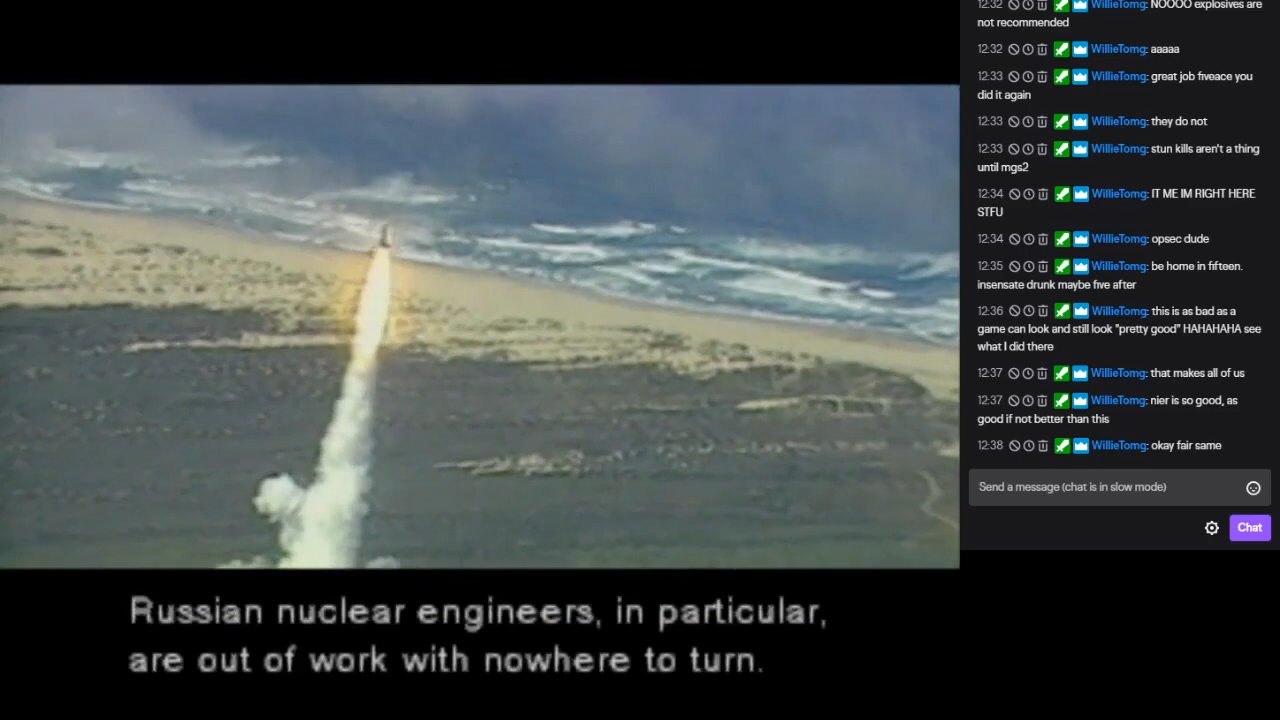 12:32 WillieTomg: NOOOO explosives are
not recommended
12:32 WillieTomg: aaaaa
12:33 WillieTomg: great job fiveace you
did it again
12:33 WillieTomg: they do not
12:33 WillieTomg: stun kills aren't a thing
until mgs2
12:34 WillieTomg: IT ME IM RIGHT HERE
STFU
12:34 WillieTomg: opsec dude
12:35 WillieTomg: be home in fifteen.
insensate drunk maybe five after
12:36 WillieTomg: this is as bad as a
game can look and still look "pretty good" HAHAHAHA see
what I did there
12:37 WillieTomg: that makes all of us
12:37 WillieTomg: nier is so good, as
good if not better than this
12:38 WillieTomg: okay fair same
Send a message (chat is in slow mode)
Chat
Russian nuclear engineers, in particular,
are out of work with nowhere to turn.